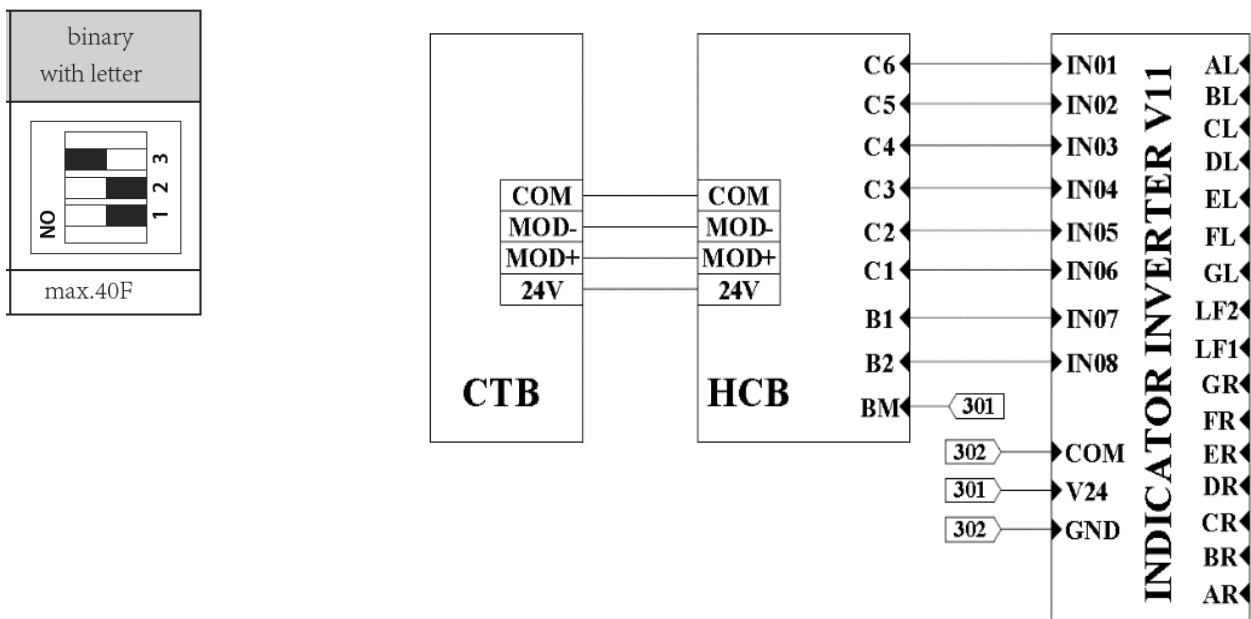 binary
with letter
3
2
1
ON
max.40F
COM
MOD-
MOD+
24V
CTB
COM
MOD-
MOD+
24V
HCB
C6
C5
C4
C3
C2
C1
B1
B2
BM
301
302
301
302
IN01
IN02
IN03
IN04
IN05
IN06
IN07
IN08
COM
V24
GND
INDICATOR INVERTER V11
AL
BL
CL
DL
EL
FL
GL
LF2
LF1
GR
FR
ER
DR
CR
BR
AR